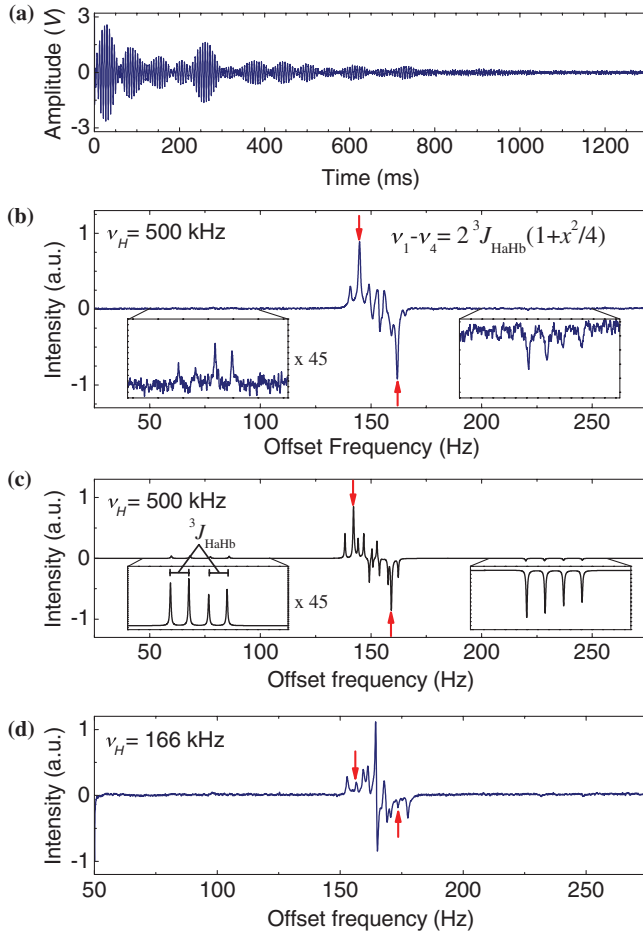 (a)
Amplitude (V)
3
0
-3
0 200 400 600 800 1000 1200
Time (ms)
(b)
ν_H = 500 kHz
ν₁-ν₄= 2 ³J_HaHb(1+x²/4)
Intensity (a.u.)
1
0
-1
x 45
50 100 150 200 250
Offset Frequency (Hz)
(c)
ν_H = 500 kHz
³J_HaHb
Intensity (a.u.)
1
0
-1
x 45
50 100 150 200 250
Offset frequency (Hz)
(d)
ν_H = 166 kHz
Intensity (a.u.)
1
0
-1
50 100 150 200 250
Offset frequency (Hz)